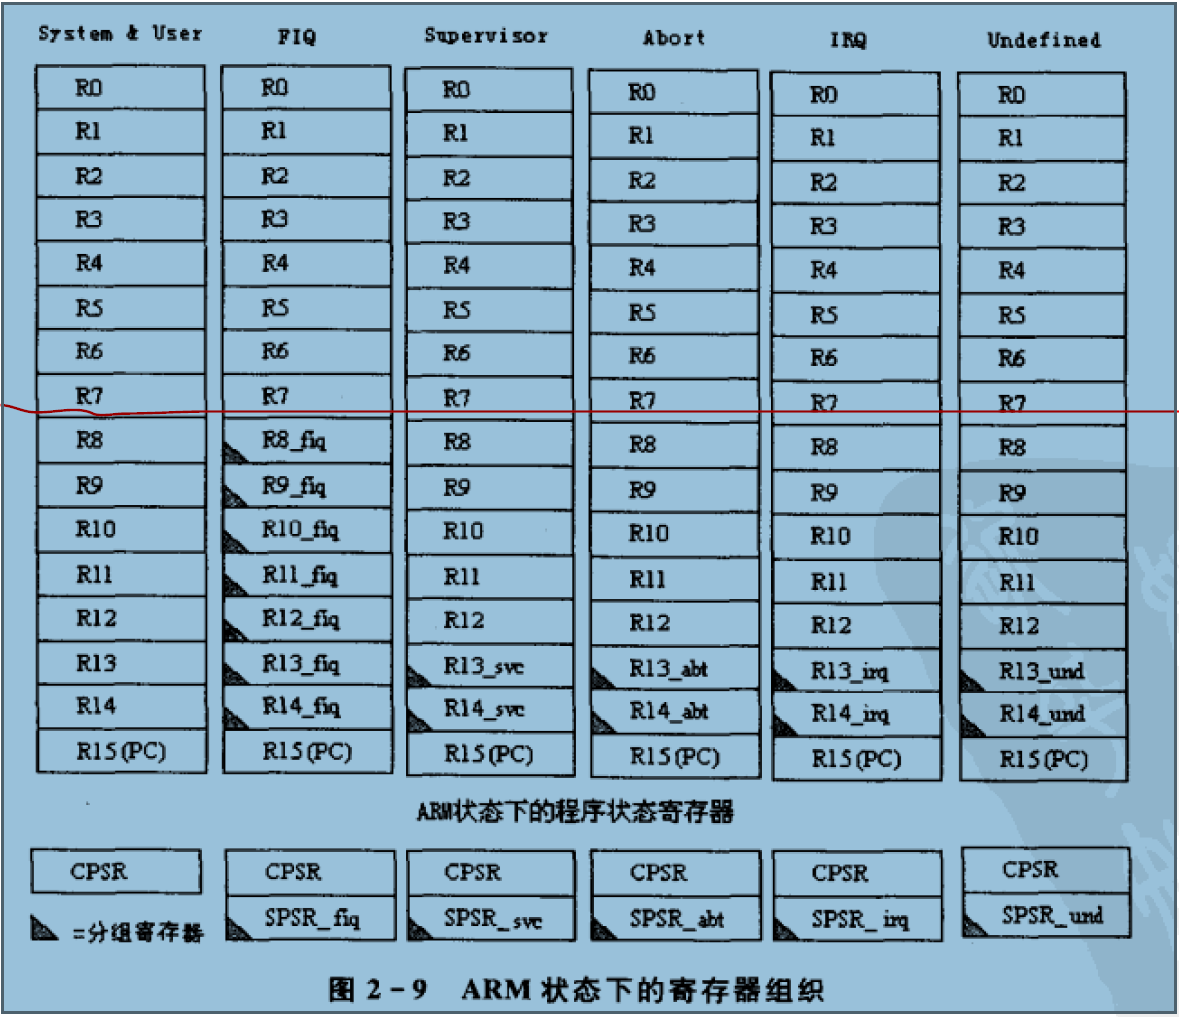 System & User FIQ Supervisor Abort IRQ Undefined
R0 R0 R0 R0 R0 R0
R1 R1 R1 R1 R1 R1
R2 R2 R2 R2 R2 R2
R3 R3 R3 R3 R3 R3
R4 R4 R4 R4 R4 R4
R5 R5 R5 R5 R5 R5
R6 R6 R6 R6 R6 R6
R7 R7 R7 R7 R7 R7
R8 R8_fiq R8 R8 R8 R8
R9 R9_fiq R9 R9 R9 R9
R10 R10_fiq R10 R10 R10 R10
R11 R11_fiq R11 R11 R11 R11
R12 R12_fiq R12 R12 R12 R12
R13 R13_fiq R13_svc R13_abt R13_irq R13_und
R14 R14_fiq R14_svc R14_abt R14_irq R14_und
R15(PC) R15(PC) R15(PC) R15(PC) R15(PC) R15(PC)
ARM状态下的程序状态寄存器
CPSR CPSR CPSR CPSR CPSR CPSR
SPSR_fiq SPSR_svc SPSR_abt SPSR_irq SPSR_und
=分组寄存器
图 2-9 ARM 状态下的寄存器组织